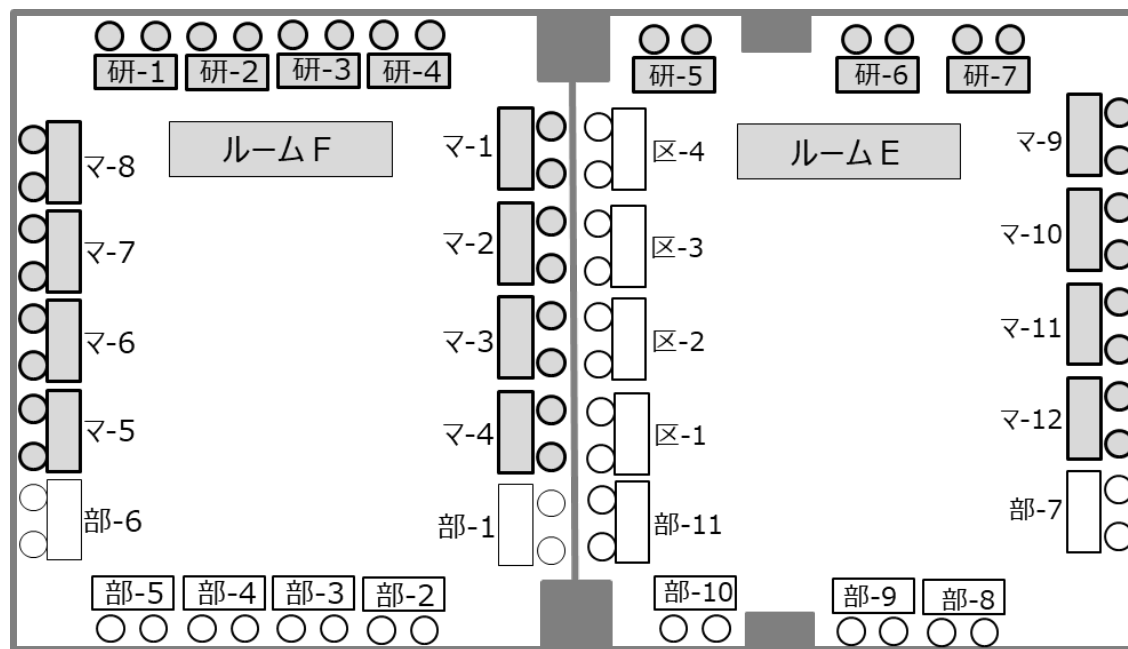 研-1
研-2
研-3
研-4
研-5
研-6
研-7
ルームF
ルームE
マ-8
マ-7
マ-6
マ-5
部-6
マ-1
マ-2
マ-3
マ-4
部-1
区-4
区-3
区-2
区-1
部-11
マ-9
マ-10
マ-11
マ-12
部-7
部-5
部-4
部-3
部-2
部-10
部-9
部-8